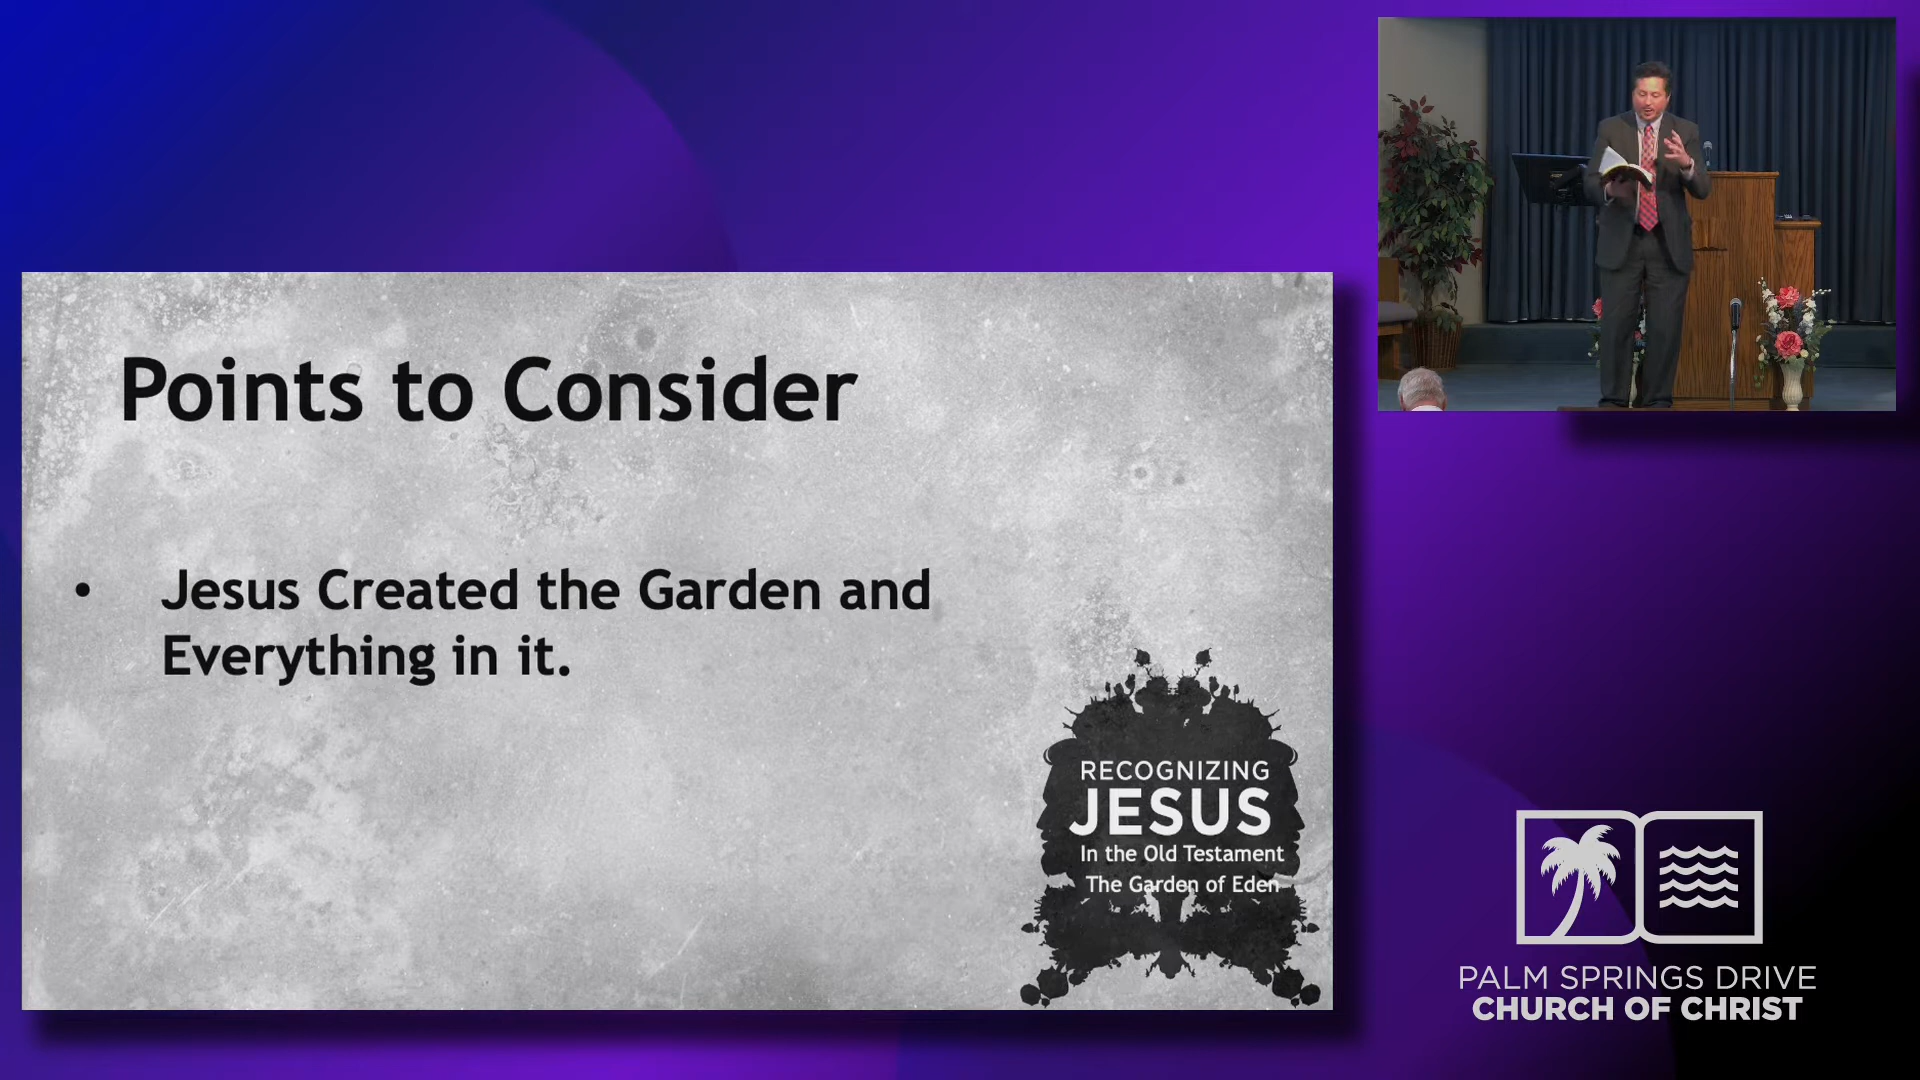 Points to Consider
• Jesus Created the Garden and
Everything in it.
RECOGNIZING
JESUS
In the Old Testament
The Garden of Eden
PALM SPRINGS DRIVE
CHURCH OF CHRIST